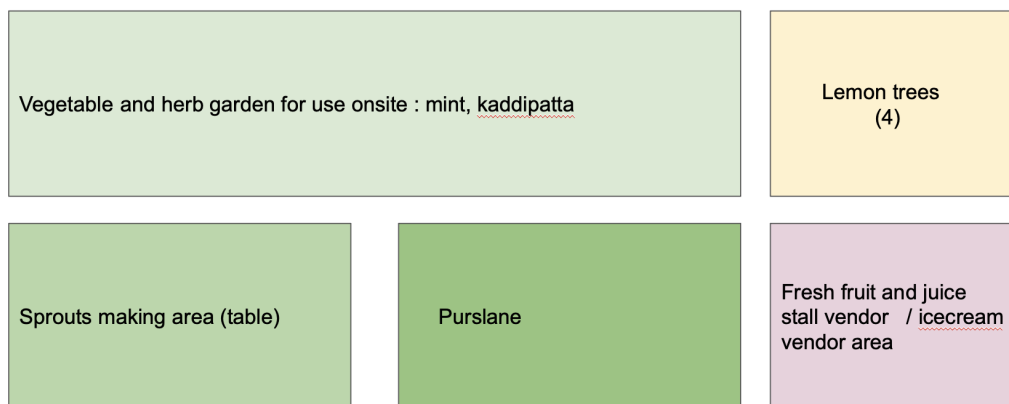 Vegetable and herb garden for use onsite : mint, kaddipatta
Lemon trees
(4)
Sprouts making area (table)
Purslane
Fresh fruit and juice
stall vendor / icecream
vendor area